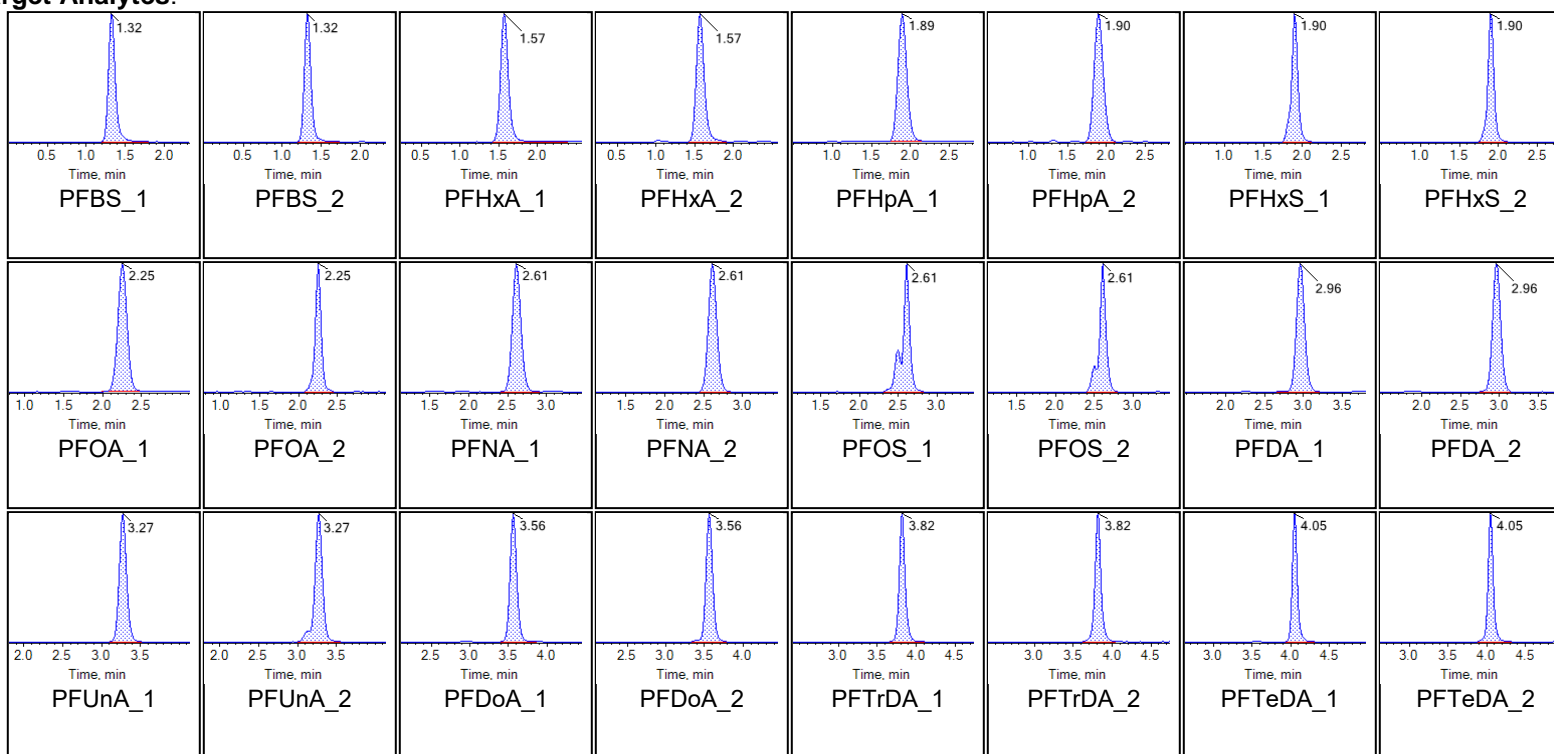 rget Analytes:
1.32 1.32 1.57 1.57 1.89 1.90 1.90 1.90
0.5 1.0 1.5 2.0 0.5 1.0 1.5 2.0 0.5 1.0 1.5 2.0 0.5 1.0 1.5 2.0 1.0 1.5 2.0 2.5 1.0 1.5 2.0 2.5 1.0 1.5 2.0 2.5 1.0 1.5 2.0 2.5
Time, min Time, min Time, min Time, min Time, min Time, min Time, min Time, min
PFBS_1 PFBS_2 PFHxA_1 PFHxA_2 PFHpA_1 PFHpA_2 PFHxS_1 PFHxS_2
2.25 2.25 2.61 2.61 2.61 2.61 2.96 2.96
1.0 1.5 2.0 2.5 1.0 1.5 2.0 2.5 1.5 2.0 2.5 3.0 1.5 2.0 2.5 3.0 1.5 2.0 2.5 3.0 1.5 2.0 2.5 3.0 2.0 2.5 3.0 3.5 2.0 2.5 3.0 3.5
Time, min Time, min Time, min Time, min Time, min Time, min Time, min Time, min
PFOA_1 PFOA_2 PFNA_1 PFNA_2 PFOS_1 PFOS_2 PFDA_1 PFDA_2
3.27 3.27 3.56 3.56 3.82 3.82 4.05 4.05
2.0 2.5 3.0 3.5 2.0 2.5 3.0 3.5 2.5 3.0 3.5 4.0 2.5 3.0 3.5 4.0 3.0 3.5 4.0 4.5 3.0 3.5 4.0 4.5 3.0 3.5 4.0 4.5 3.0 3.5 4.0 4.5
Time, min Time, min Time, min Time, min Time, min Time, min Time, min Time, min
PFUnA_1 PFUnA_2 PFDoA_1 PFDoA_2 PFTrDA_1 PFTrDA_2 PFTeDA_1 PFTeDA_2